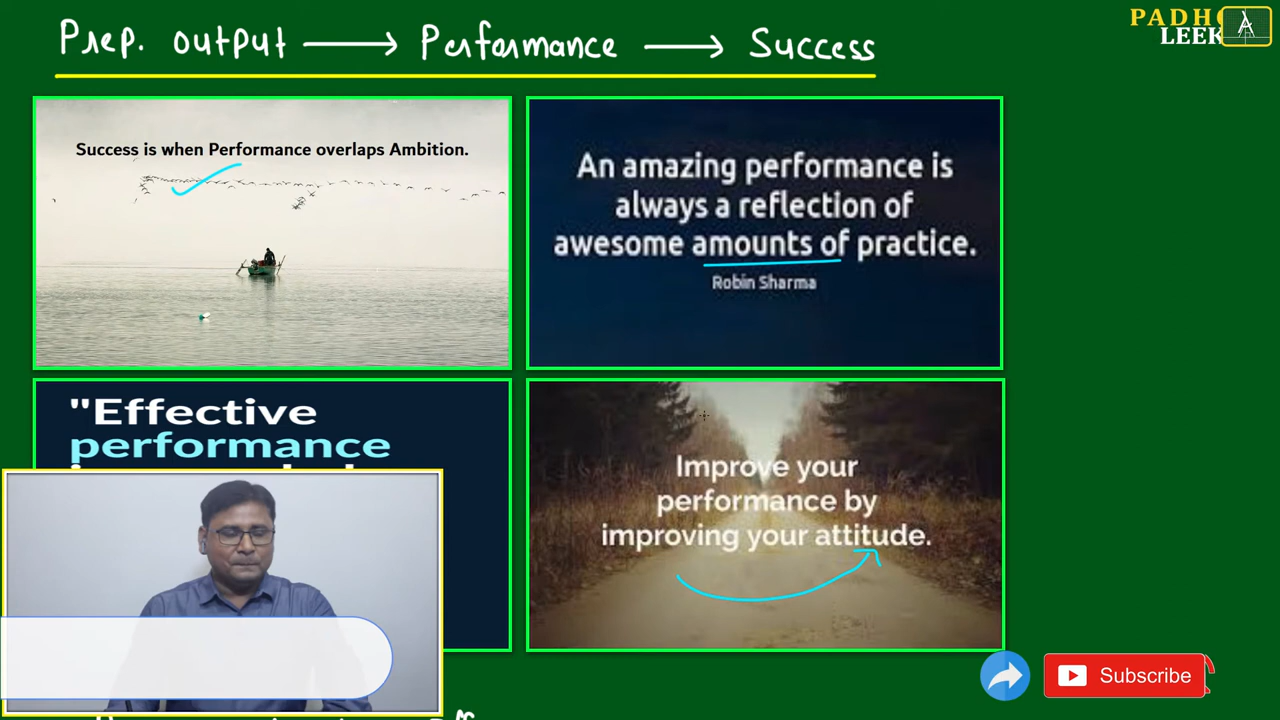 Prep. output → Performance → Success
PADHO
LEEK
Success is when Performance overlaps Ambition.
An amazing performance is
always a reflection of
awesome amounts of practice.
Robin Sharma
"Effective
performance
Improve your
performance by
improving your attitude.
Subscribe